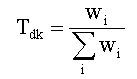 T_dk = w_i / ∑_i w_i